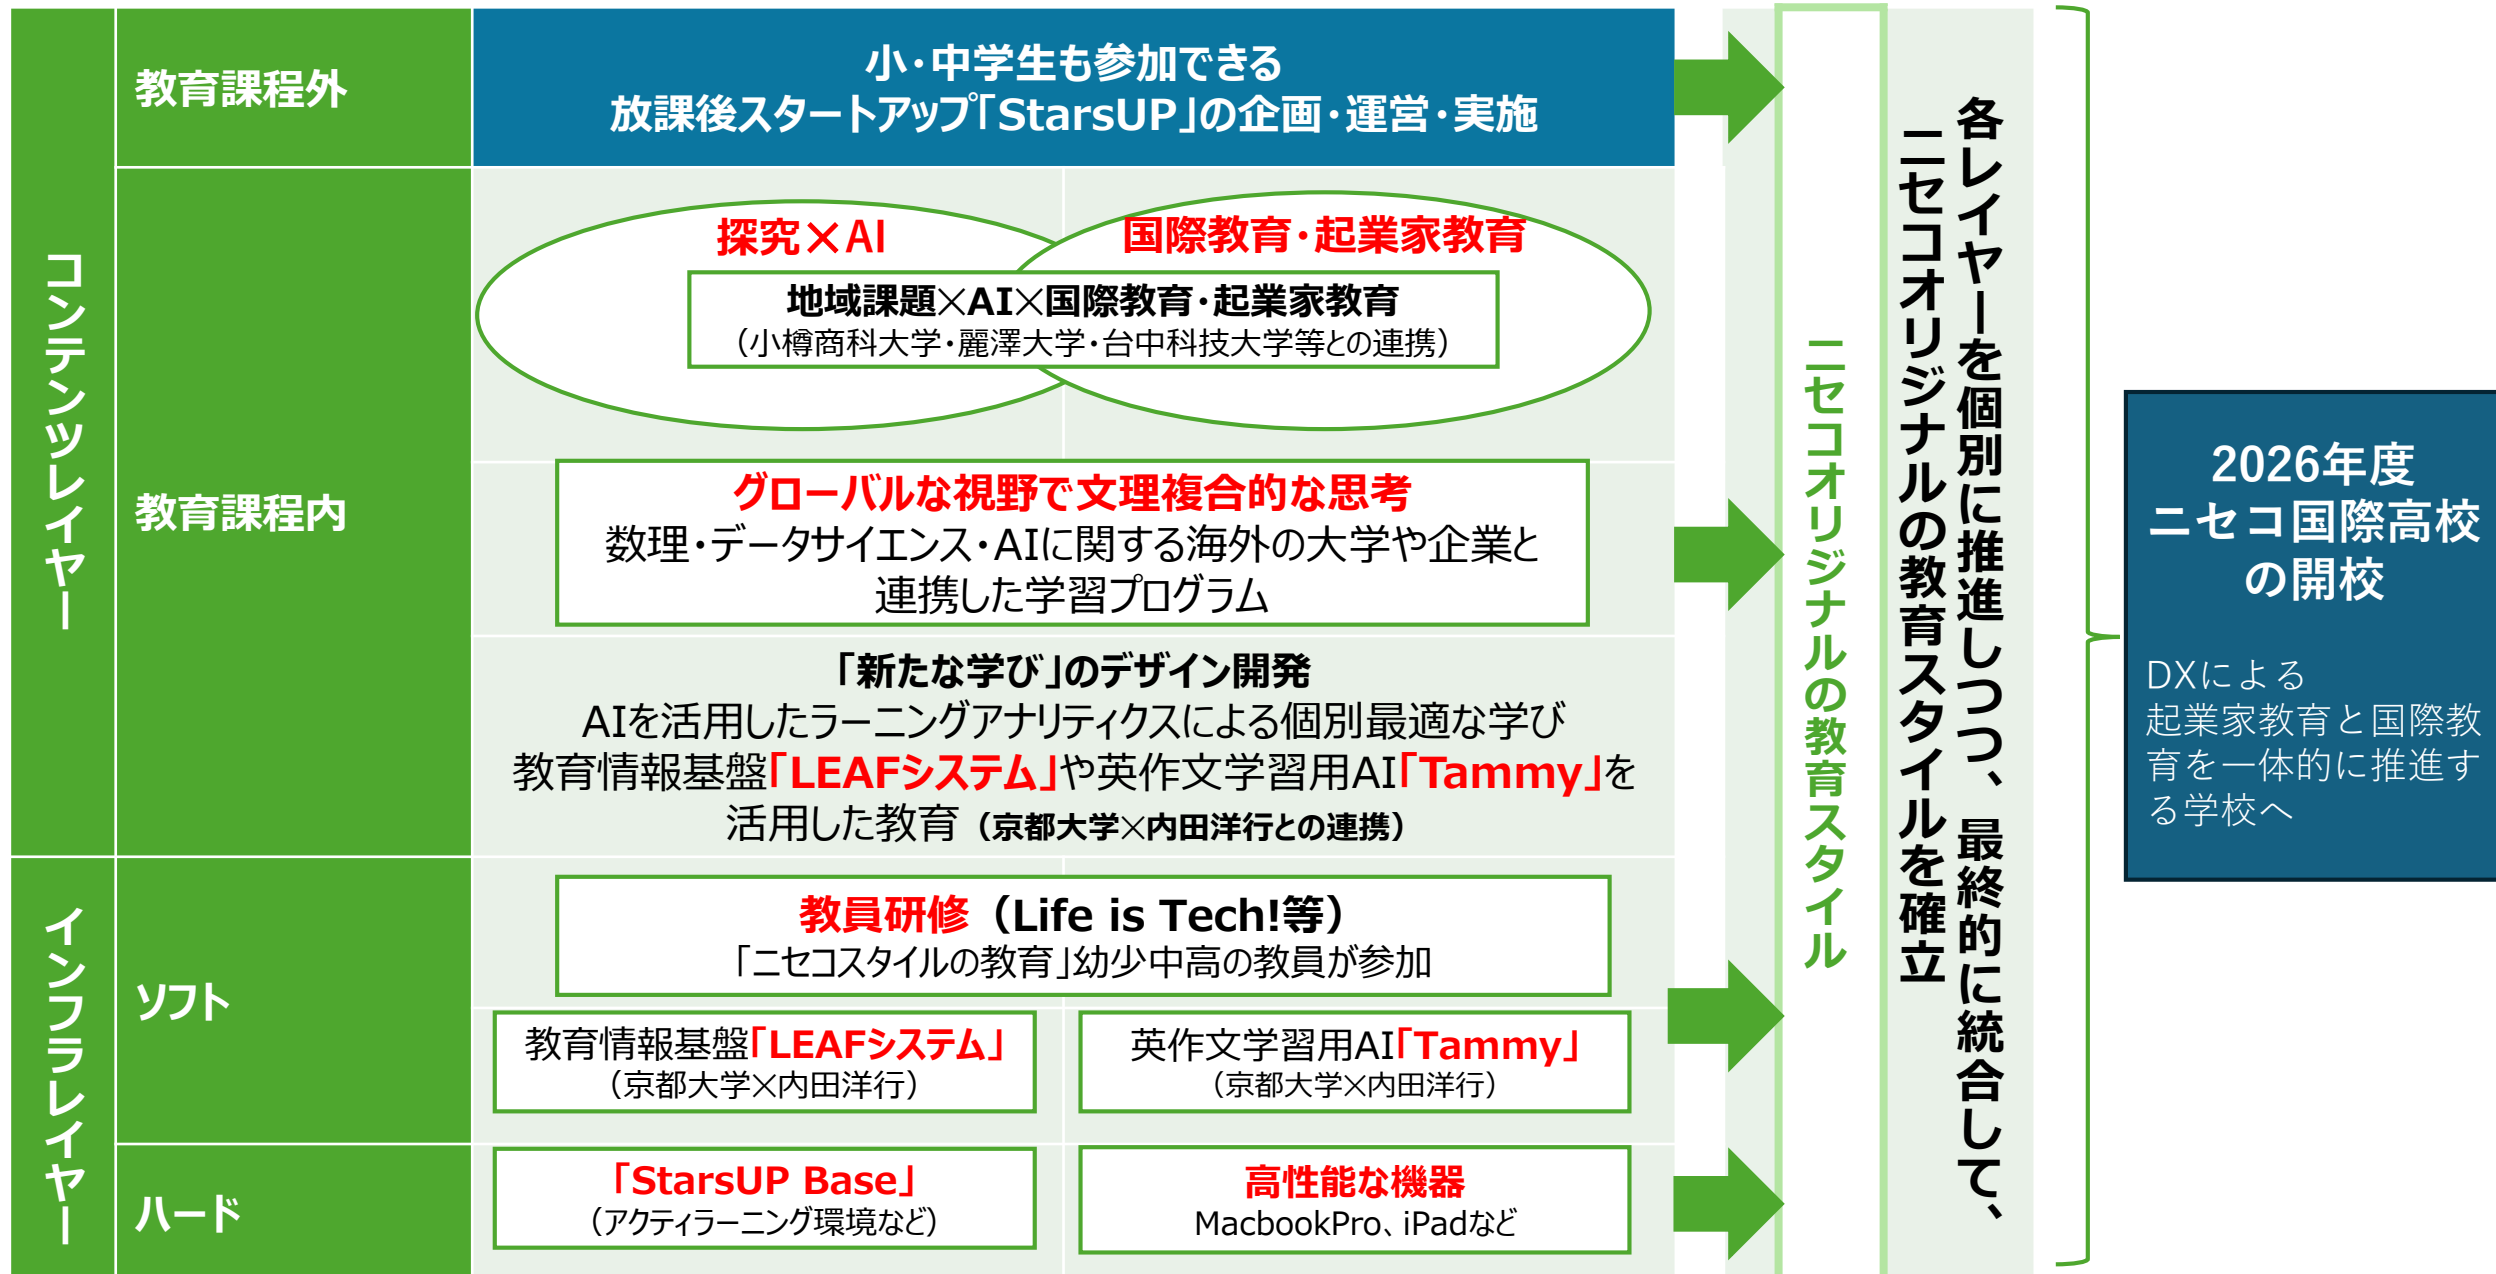 コンテンツレイヤー
教育課程外
小・中学生も参加できる
放課後スタートアップ「StarsUP」の企画・運営・実施
教育課程内
探究×AI
国際教育・起業家教育
地域課題×AI×国際教育・起業家教育
（小樽商科大学・麗澤大学・台中科技大学等との連携）
グローバルな視野で文理複合的な思考
数理・データサイエンス・AIに関する海外の大学や企業と
連携した学習プログラム
「新たな学び」のデザイン開発
AIを活用したラーニングアナリティクスによる個別最適な学び
教育情報基盤「LEAFシステム」や英作文学習用AI「Tammy」を
活用した教育（京都大学×内田洋行との連携）
インフラレイヤー
ソフト
教員研修（Life is Tech!等）
「ニセコスタイルの教育」幼少中高の教員が参加
教育情報基盤「LEAFシステム」
（京都大学×内田洋行）
英作文学習用AI「Tammy」
（京都大学×内田洋行）
ハード
「StarsUP Base」
（アクティラーニング環境など）
高性能な機器
MacbookPro、iPadなど
ニセコオリジナルの教育スタイル
各レイヤーを個別に推進しつつ、最終的に統合して、
ニセコオリジナルの教育スタイルを確立
2026年度
ニセコ国際高校
の開校
DXによる
起業家教育と国際教
育を一体的に推進す
る学校へ